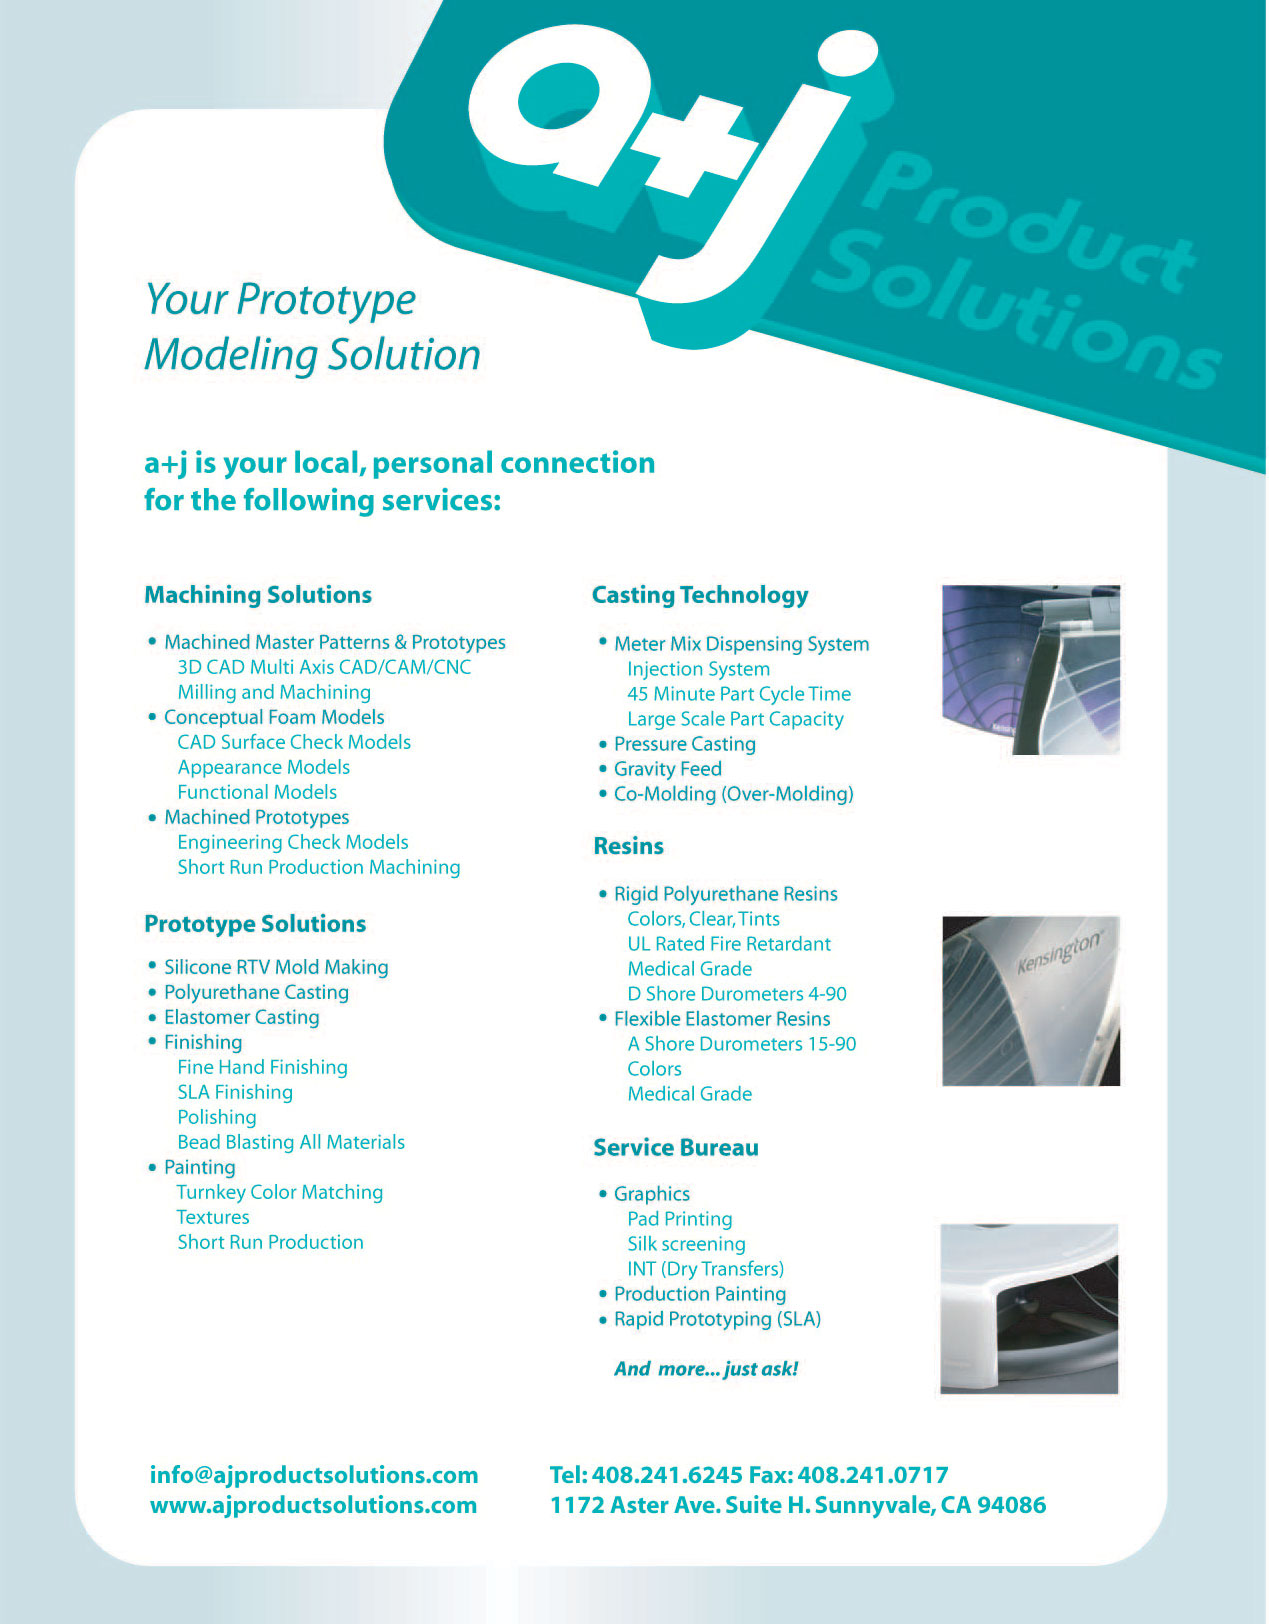 a+j
Product
Solutions
Your Prototype
Modeling Solution
a+j is your local, personal connection
for the following services:
Machining Solutions
• Machined Master Patterns & Prototypes
3D CAD Multi Axis CAD/CAM/CNC
Milling and Machining
• Conceptual Foam Models
CAD Surface Check Models
Appearance Models
Functional Models
• Machined Prototypes
Engineering Check Models
Short Run Production Machining
Prototype Solutions
• Silicone RTV Mold Making
• Polyurethane Casting
• Elastomer Casting
• Finishing
Fine Hand Finishing
SLA Finishing
Polishing
Bead Blasting All Materials
• Painting
Turnkey Color Matching
Textures
Short Run Production
Casting Technology
• Meter Mix Dispensing System
Injection System
45 Minute Part Cycle Time
Large Scale Part Capacity
• Pressure Casting
• Gravity Feed
• Co-Molding (Over-Molding)
Resins
• Rigid Polyurethane Resins
Colors, Clear, Tints
UL Rated Fire Retardant
Medical Grade
D Shore Durometers 4-90
• Flexible Elastomer Resins
A Shore Durometers 15-90
Colors
Medical Grade
Service Bureau
• Graphics
Pad Printing
Silk screening
INT (Dry Transfers)
• Production Painting
• Rapid Prototyping (SLA)
And more... just ask!
Kensington®
info@ajproductsolutions.com
www.ajproductsolutions.com
Tel: 408.241.6245 Fax: 408.241.0717
1172 Aster Ave. Suite H. Sunnyvale, CA 94086